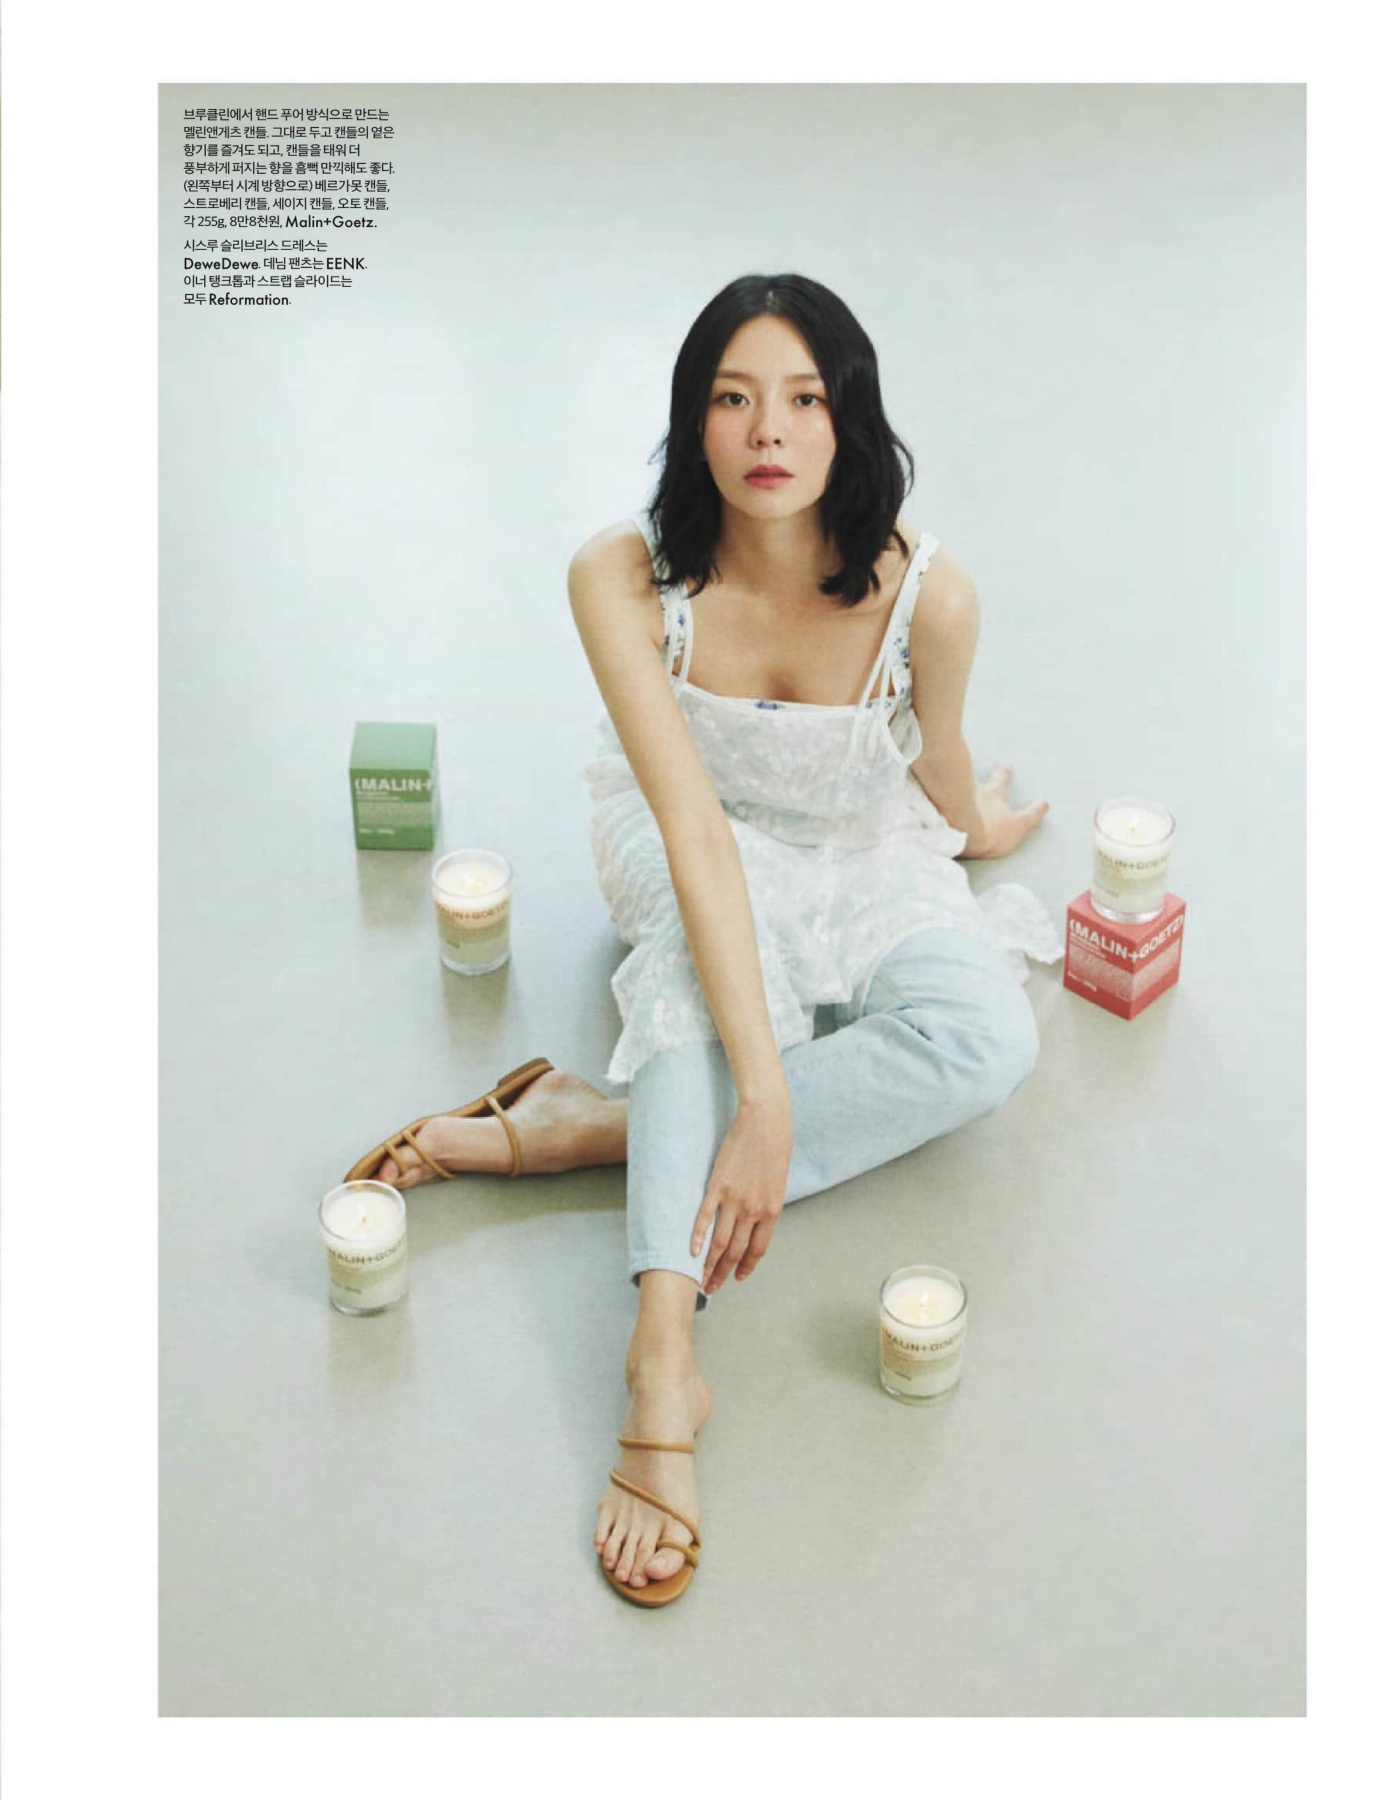 브루클린에서 핸드 푸어 방식으로 만드는
멜린앤게츠 캔들. 그대로 두고 캔들의 옅은
향기를 즐겨도 되고, 캔들을 태워 더
풍부하게 퍼지는 향을 흠뻑 만끽해도 좋다.
(왼쪽부터 시계 방향으로) 베르가못 캔들,
스트로베리 캔들, 세이지 캔들, 오토 캔들,
각 255g, 8만8천원, Malin+Goetz.
시스루 슬리브리스 드레스는
DeweDewe. 데님 팬츠는 EENK.
이너 탱크톱과 스트랩 슬라이드는
모두 Reformation.
(MALIN+
MALIN+GOETZ
(MALIN+GOETZ)
MALIN+GOETZ
MALIN+GOE
MALIN+GOE